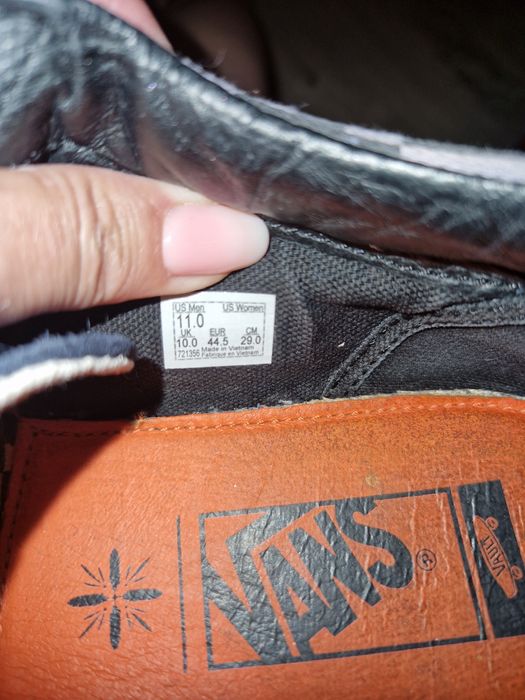 US Men US Women
11.0
UK EUR CM
10.0 44.5 29.0
721356 Made in Vietnam
Fabriqué en Vietnam
VANS ®
VAULT